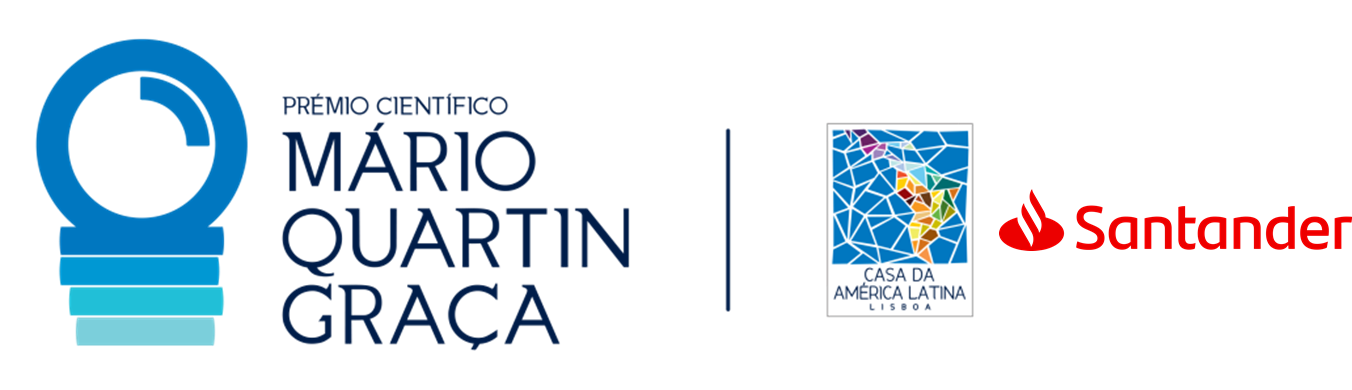 PRÉMIO CIENTÍFICO
MÁRIO
QUARTIN
GRAÇA
CASA DA
AMÉRICA LATINA
LISBOA
Santander